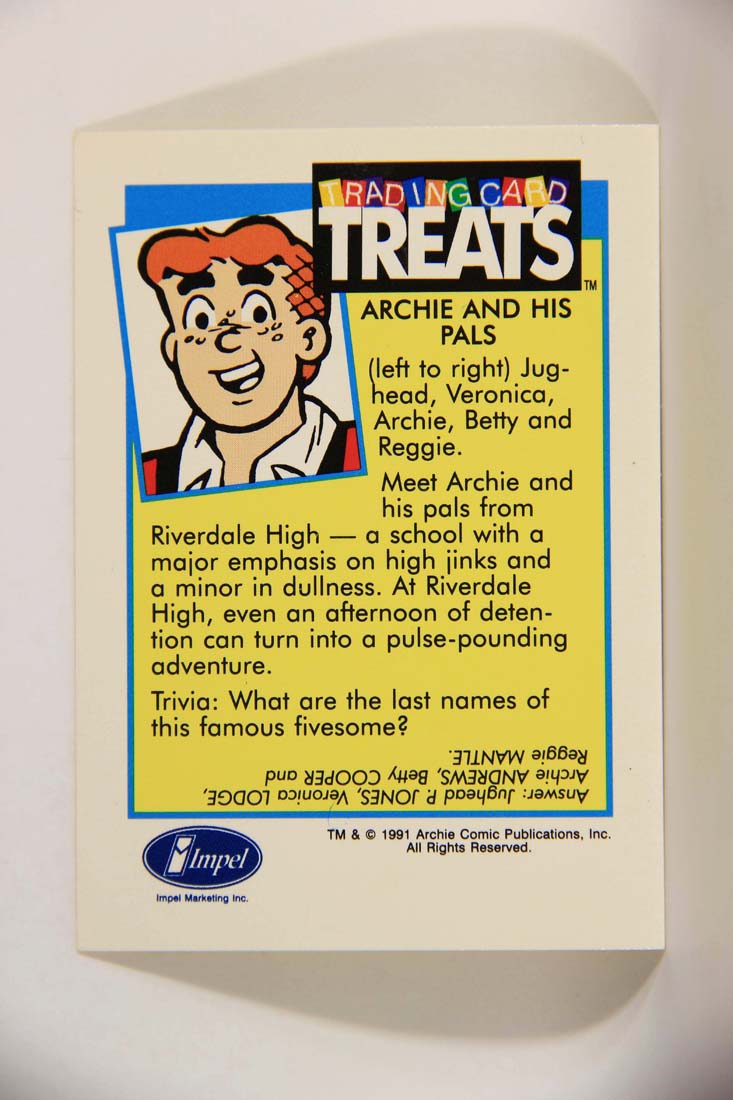 TRADING CARD
TREATS
TM
ARCHIE AND HIS
PALS
(left to right) Jug-
head, Veronica,
Archie, Betty and
Reggie.
Meet Archie and
his pals from
Riverdale High — a school with a
major emphasis on high jinks and
a minor in dullness. At Riverdale
High, even an afternoon of deten-
tion can turn into a pulse-pounding
adventure.
Trivia: What are the last names of
this famous fivesome?
Answer: Jughead P. JONES, Veronica LODGE,
Archie ANDREWS, Betty COOPER and
Reggie MANTLE.
Impel
Impel Marketing Inc.
TM & © 1991 Archie Comic Publications, Inc.
All Rights Reserved.